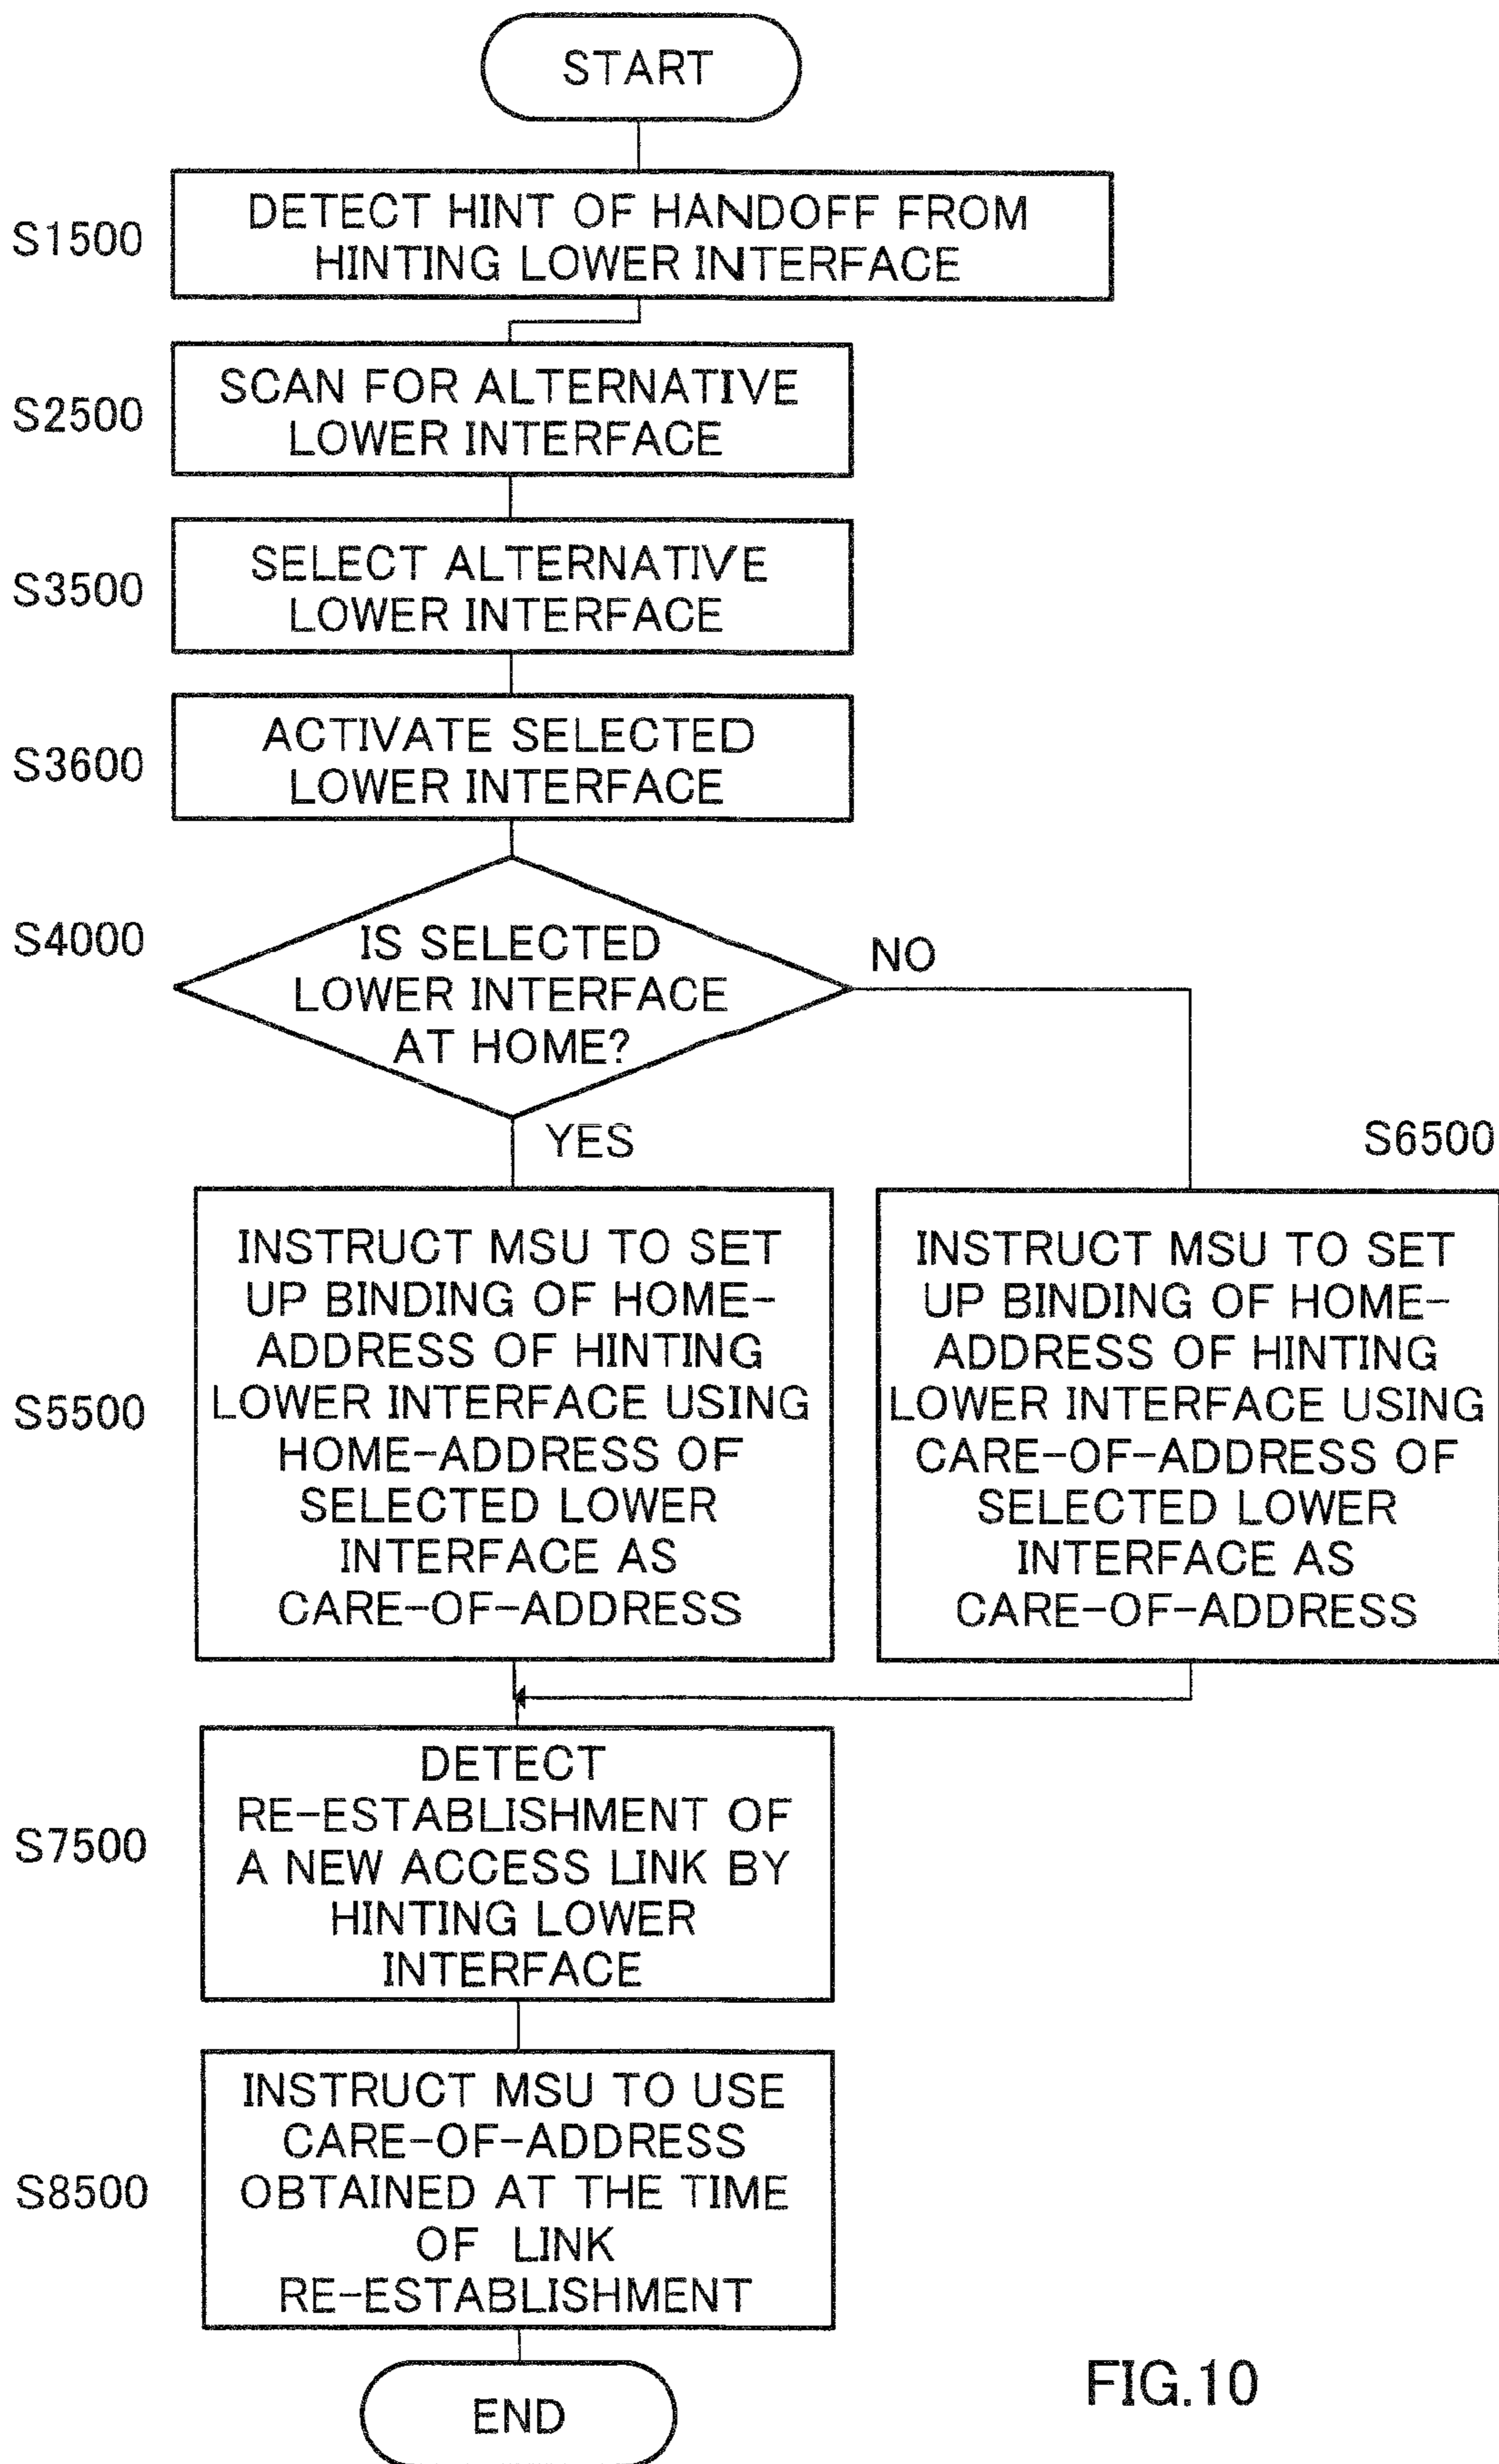 START
S1500
DETECT HINT OF HANDOFF FROM
HINTING LOWER INTERFACE
S2500
SCAN FOR ALTERNATIVE
LOWER INTERFACE
S3500
SELECT ALTERNATIVE
LOWER INTERFACE
S3600
ACTIVATE SELECTED
LOWER INTERFACE
S4000
IS SELECTED
LOWER INTERFACE
AT HOME?
NO
YES
S5500
INSTRUCT MSU TO SET
UP BINDING OF HOME-
ADDRESS OF HINTING
LOWER INTERFACE USING
HOME-ADDRESS OF
SELECTED LOWER
INTERFACE AS
CARE-OF-ADDRESS
S6500
INSTRUCT MSU TO SET
UP BINDING OF HOME-
ADDRESS OF HINTING
LOWER INTERFACE USING
CARE-OF-ADDRESS OF
SELECTED LOWER
INTERFACE AS
CARE-OF-ADDRESS
S7500
DETECT
RE-ESTABLISHMENT OF
A NEW ACCESS LINK BY
HINTING LOWER
INTERFACE
S8500
INSTRUCT MSU TO USE
CARE-OF-ADDRESS
OBTAINED AT THE TIME
OF LINK
RE-ESTABLISHMENT
END
FIG.10